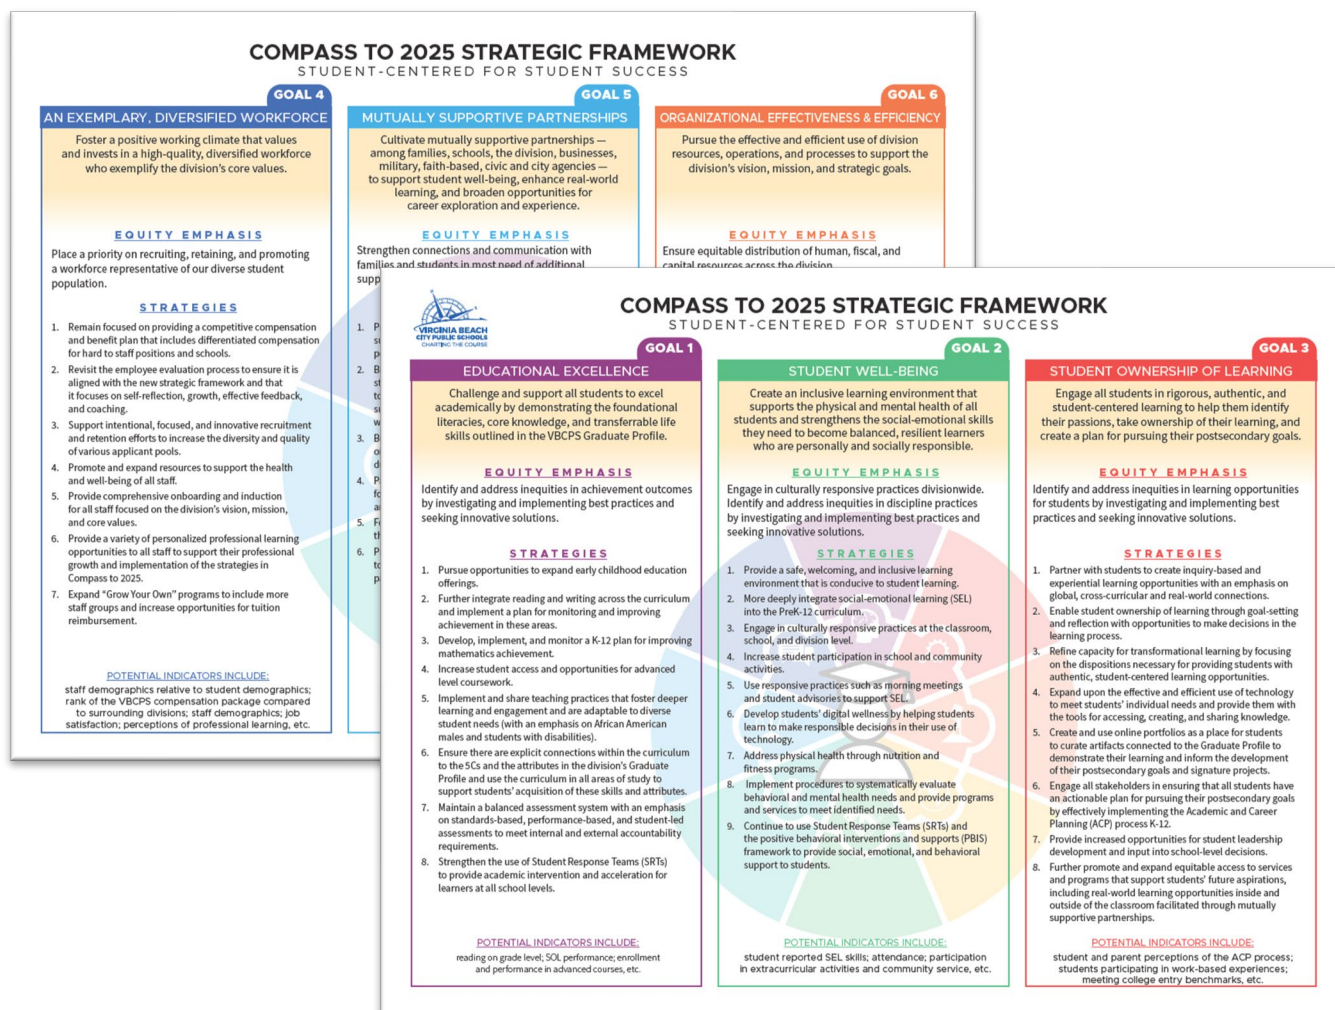 COMPASS TO 2025 STRATEGIC FRAMEWORK
STUDENT-CENTERED FOR STUDENT SUCCESS
GOAL 4
AN EXEMPLARY, DIVERSIFIED WORKFORCE
Foster a positive working climate that values
and invests in a high-quality, diversified workforce
who exemplify the division's core values.
EQUITY EMPHASIS
Place a priority on recruiting, retaining, and promoting
a workforce representative of our diverse student
population.
STRATEGIES
1. Remain focused on providing a competitive compensation
and benefit plan that includes differentiated compensation
for hard to staff positions and schools.
2. Revisit the employee evaluation process to ensure it is
aligned with the new strategic framework and that
it focuses on self-reflection, growth, effective feedback,
and coaching.
3. Support intentional, focused, and innovative recruitment
and retention efforts to increase the diversity and quality
of various applicant pools.
4. Promote and expand resources to support the health
and well-being of all staff.
5. Provide comprehensive onboarding and induction
for all staff focused on the division's vision, mission,
and core values.
6. Provide a variety of personalized professional learning
opportunities to all staff to support their professional
growth and implementation of the strategies in
Compass to 2025.
7. Expand "Grow Your Own" programs to include more
staff groups and increase opportunities for tuition
reimbursement.
POTENTIAL INDICATORS INCLUDE:
staff demographics relative to student demographics;
rank of the VBCPS compensation package compared
to surrounding divisions; staff demographics; job
satisfaction; perceptions of professional learning, etc.
GOAL 5
MUTUALLY SUPPORTIVE PARTNERSHIPS
Cultivate mutually supportive partnerships —
among families, schools, the division, businesses,
military, faith-based, civic and city agencies —
to support student well-being, enhance real-world
learning, and broaden opportunities for
career exploration and experience.
EQUITY EMPHASIS
Strengthen connections and communication with
families and students in most need of additional
1.
2.
3.
4.
5.
6.
GOAL 6
ORGANIZATIONAL EFFECTIVENESS & EFFICIENCY
Pursue the effective and efficient use of division
resources, operations, and processes to support the
division's vision, mission, and strategic goals.
EQUITY EMPHASIS
Ensure equitable distribution of human, fiscal, and
capital resources across the division.
VIRGINIA BEACH
CITY PUBLIC SCHOOLS
CHARTING THE COURSE
COMPASS TO 2025 STRATEGIC FRAMEWORK
STUDENT-CENTERED FOR STUDENT SUCCESS
GOAL 1
EDUCATIONAL EXCELLENCE
Challenge and support all students to excel
academically by demonstrating the foundational
literacies, core knowledge, and transferrable life
skills outlined in the VBCPS Graduate Profile.
EQUITY EMPHASIS
Identify and address inequities in achievement outcomes
by investigating and implementing best practices and
seeking innovative solutions.
STRATEGIES
1. Pursue opportunities to expand early childhood education
offerings.
2. Further integrate reading and writing across the curriculum
and implement a plan for monitoring and improving
achievement in these areas.
3. Develop, implement, and monitor a K-12 plan for improving
mathematics achievement.
4. Increase student access and opportunities for advanced
level coursework.
5. Implement and share teaching practices that foster deeper
learning and engagement and are adaptable to diverse
student needs (with an emphasis on African American
males and students with disabilities).
6. Ensure there are explicit connections within the curriculum
to the 5Cs and the attributes in the division's Graduate
Profile and use the curriculum in all areas of study to
support students' acquisition of these skills and attributes.
7. Maintain a balanced assessment system with an emphasis
on standards-based, performance-based, and student-led
assessments to meet internal and external accountability
requirements.
8. Strengthen the use of Student Response Teams (SRTs)
to provide academic intervention and acceleration for
learners at all school levels.
POTENTIAL INDICATORS INCLUDE:
reading on grade level; SOL performance; enrollment
and performance in advanced courses, etc.
GOAL 2
STUDENT WELL-BEING
Create an inclusive learning environment that
supports the physical and mental health of all
students and strengthens the social-emotional skills
they need to become balanced, resilient learners
who are personally and socially responsible.
EQUITY EMPHASIS
Engage in culturally responsive practices divisionwide.
Identify and address inequities in discipline practices
by investigating and implementing best practices and
seeking innovative solutions.
STRATEGIES
1. Provide a safe, welcoming, and inclusive learning
environment that is conducive to student learning.
2. More deeply integrate social-emotional learning (SEL)
into the PreK-12 curriculum.
3. Engage in culturally responsive practices at the classroom,
school, and division level.
4. Increase student participation in school and community
activities.
5. Use responsive practices such as morning meetings
and student advisories to support SEL.
6. Develop students' digital wellness by helping students
learn to make responsible decisions in their use of
technology.
7. Address physical health through nutrition and
fitness programs.
8. Implement procedures to systematically evaluate
behavioral and mental health needs and provide programs
and services to meet identified needs.
9. Continue to use Student Response Teams (SRTs) and
the positive behavioral interventions and supports (PBIS)
framework to provide social, emotional, and behavioral
support to students.
POTENTIAL INDICATORS INCLUDE:
student reported SEL skills; attendance; participation
in extracurricular activities and community service, etc.
GOAL 3
STUDENT OWNERSHIP OF LEARNING
Engage all students in rigorous, authentic, and
student-centered learning to help them identify
their passions, take ownership of their learning, and
create a plan for pursuing their postsecondary goals.
EQUITY EMPHASIS
Identify and address inequities in learning opportunities
for students by investigating and implementing best
practices and seeking innovative solutions.
STRATEGIES
1. Partner with students to create inquiry-based and
experiential learning opportunities with an emphasis on
global, cross-curricular and real-world connections.
2. Enable student ownership of learning through goal-setting
and reflection with opportunities to make decisions in the
learning process.
3. Refine capacity for transformational learning by focusing
on the dispositions necessary for providing students with
authentic, student-centered learning opportunities.
4. Expand upon the effective and efficient use of technology
to meet students' individual needs and provide them with
the tools for accessing, creating, and sharing knowledge.
5. Create and use online portfolios as a place for students
to curate artifacts connected to the Graduate Profile to
demonstrate their learning and inform the development
of their postsecondary goals and signature projects.
6. Engage all stakeholders in ensuring that all students have
an actionable plan for pursuing their postsecondary goals
by effectively implementing the Academic and Career
Planning (ACP) process K-12.
7. Provide increased opportunities for student leadership
development and input into school-level decisions.
8. Further promote and expand equitable access to services
and programs that support students' future aspirations,
including real-world learning opportunities inside and
outside of the classroom facilitated through mutually
supportive partnerships.
POTENTIAL INDICATORS INCLUDE:
student and parent perceptions of the ACP process;
students participating in work-based experiences;
meeting college entry benchmarks, etc.